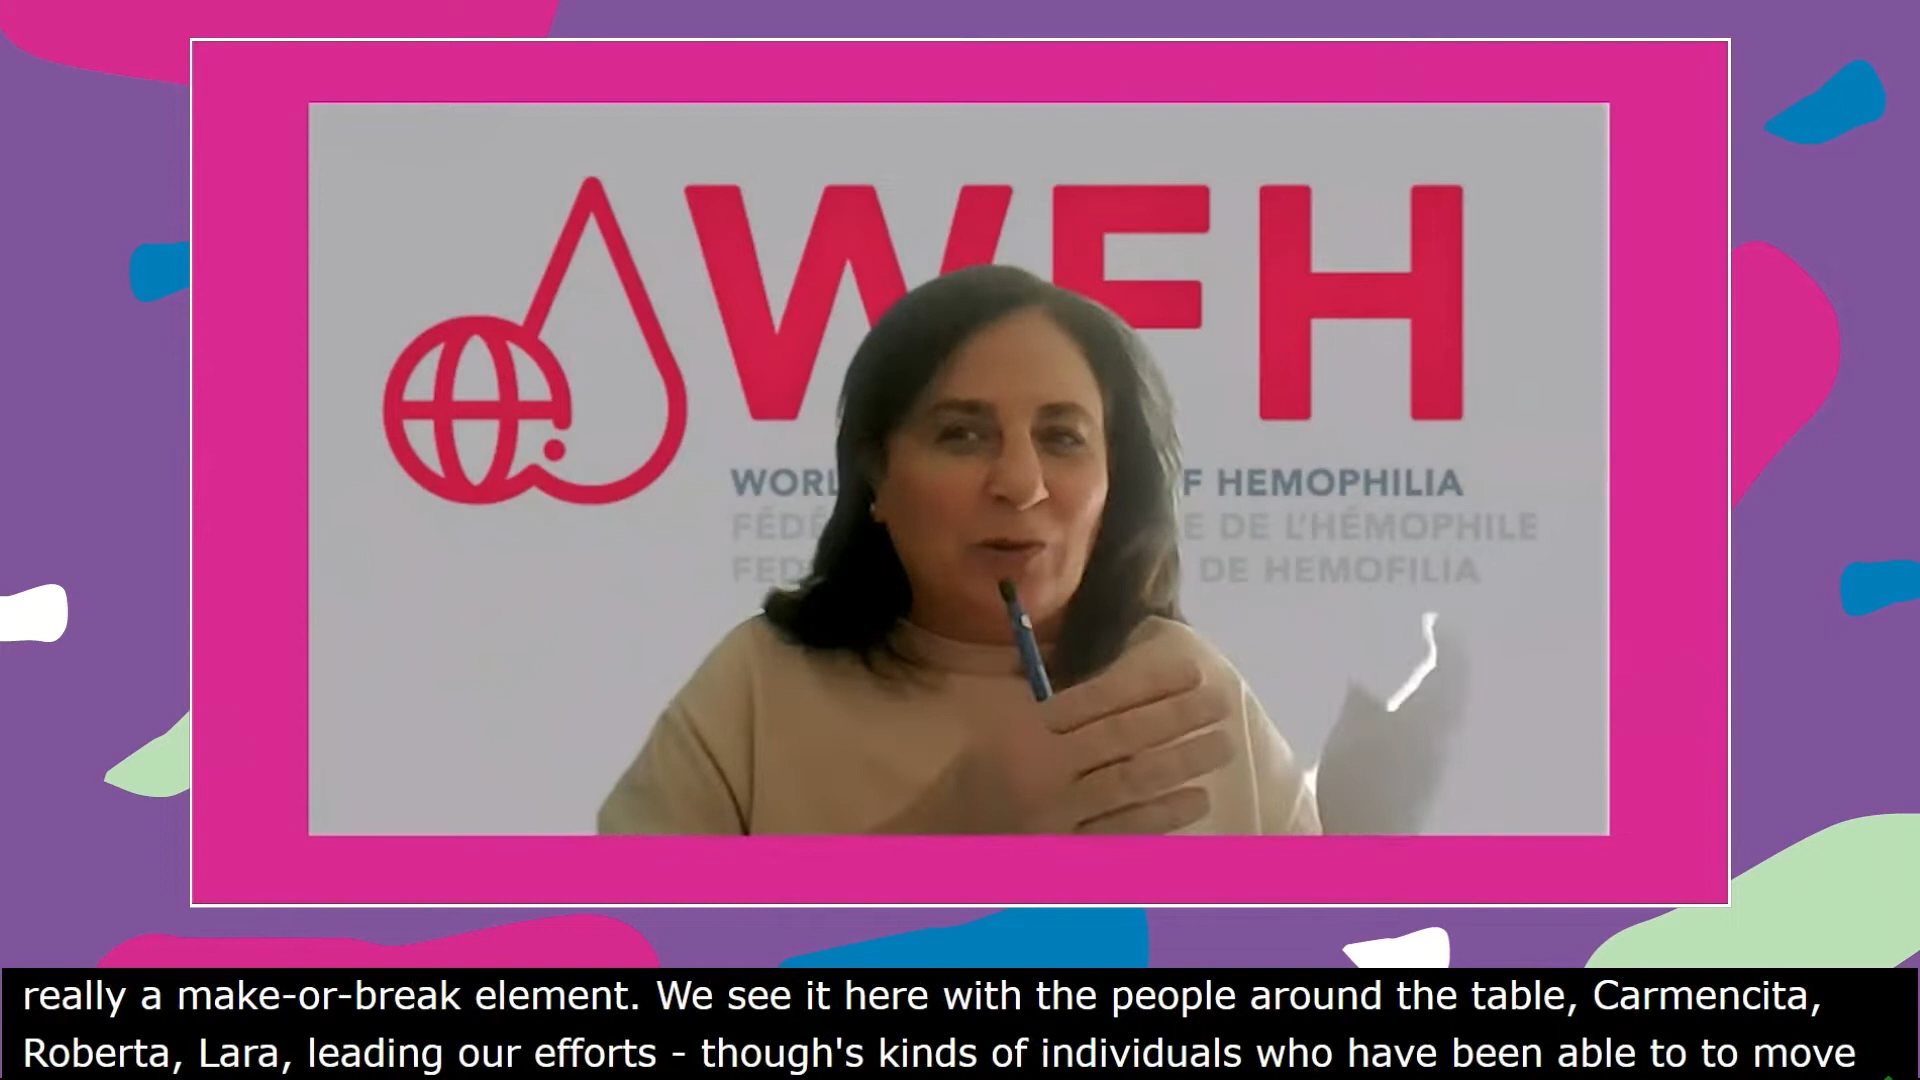 WFH
WORL F HEMOPHILIA
FÉDÉ E DE L'HÉMOPHILE
FED DE HEMOFILIA
really a make-or-break element. We see it here with the people around the table, Carmencita,
Roberta, Lara, leading our efforts - though's kinds of individuals who have been able to to move